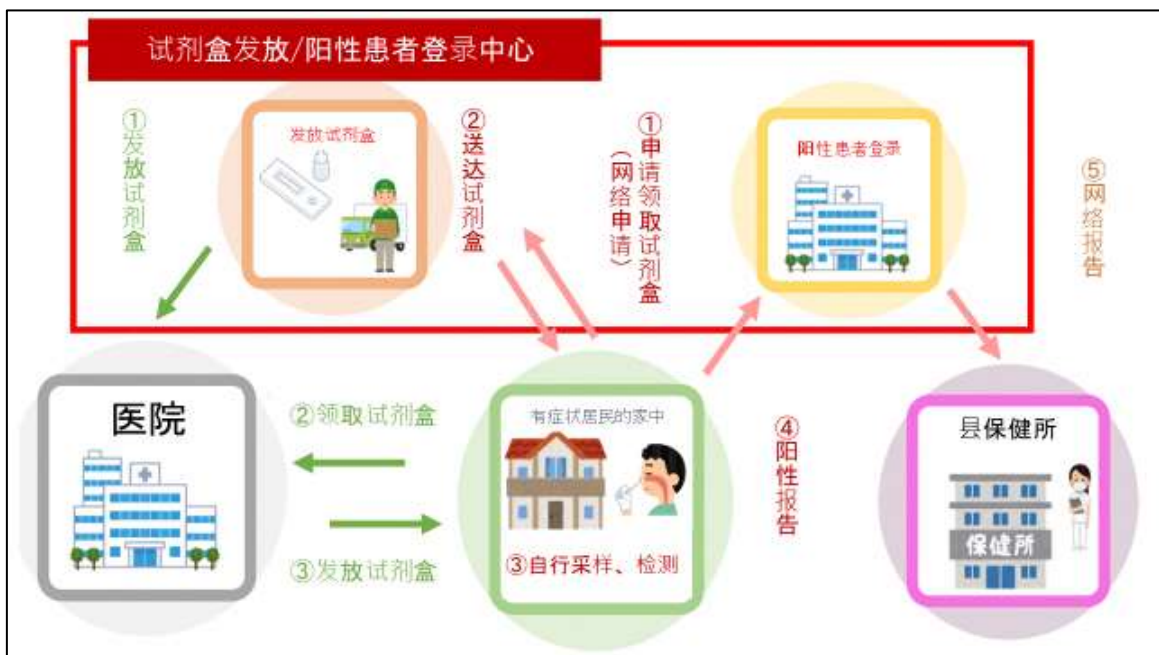 试剂盒发放/阳性患者登录中心
①发放试剂盒
发放试剂盒
②送达试剂盒
①申请领取试剂盒
（网络申请）
阳性患者登录
⑤网络报告
医院
②领取试剂盒
③发放试剂盒
有症状居民的家中
③自行采样、检测
④阳性报告
县保健所
保健所